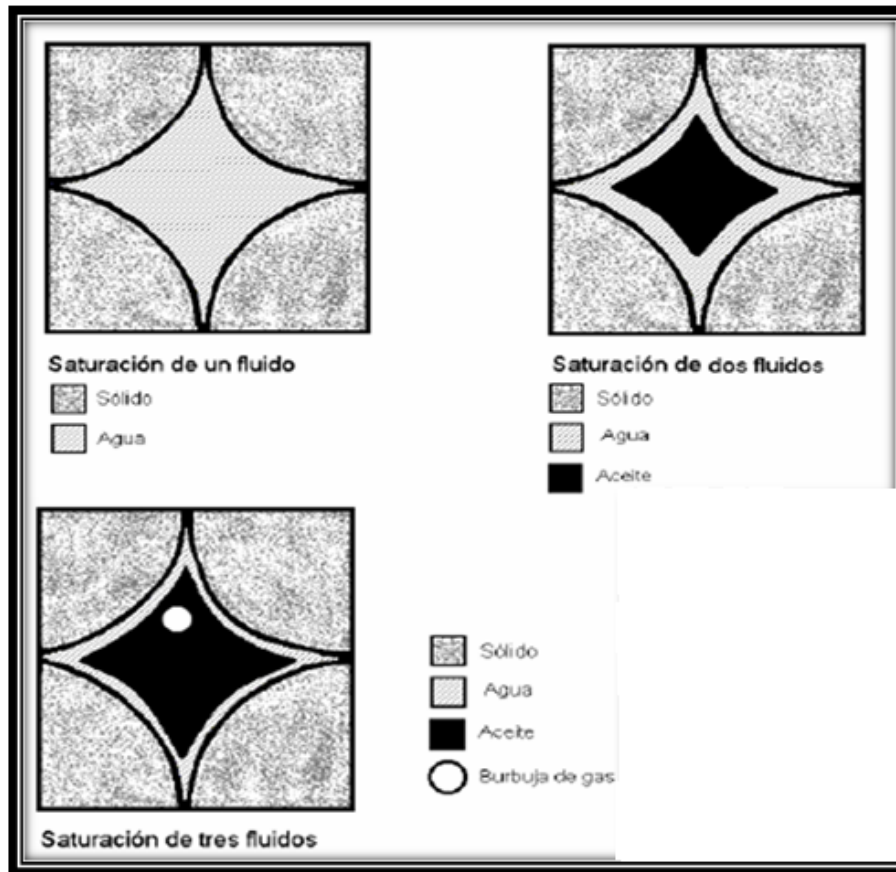 Saturación de un fluido
Sólido
Agua
Saturación de dos fluidos
Sólido
Agua
Aceite
Sólido
Agua
Aceite
Burbuja de gas
Saturación de tres fluidos